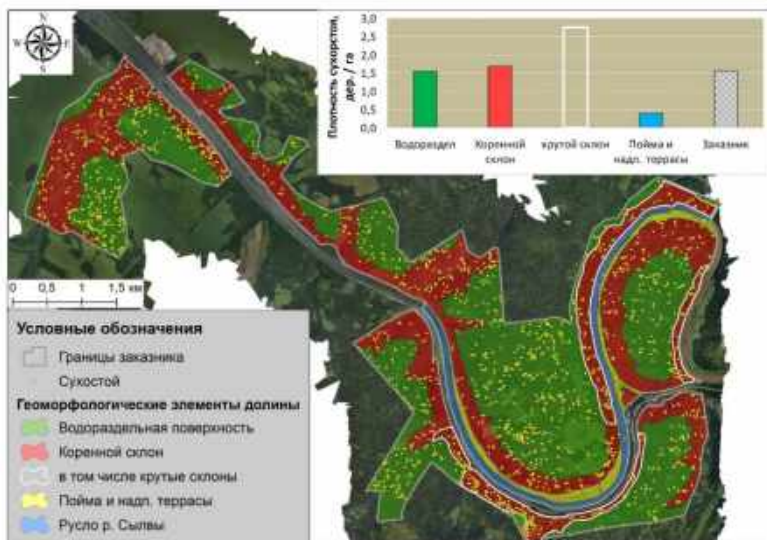 N
W E
S
Плотность сухорстоя, дер. / га
3,0
2,5
2,0
1,5
1,0
0,5
0,0
Водораздел
Коренной склон
крутой склон
Пойма и надп. террасы
Заказник
0 0,5 1 1,5 км
Условные обозначения
Границы заказника
Сухостой
Геоморфологические элементы долины
Водораздельная поверхность
Коренной склон
в том числе крутые склоны
Пойма и надп. террасы
Русло р. Сылвы